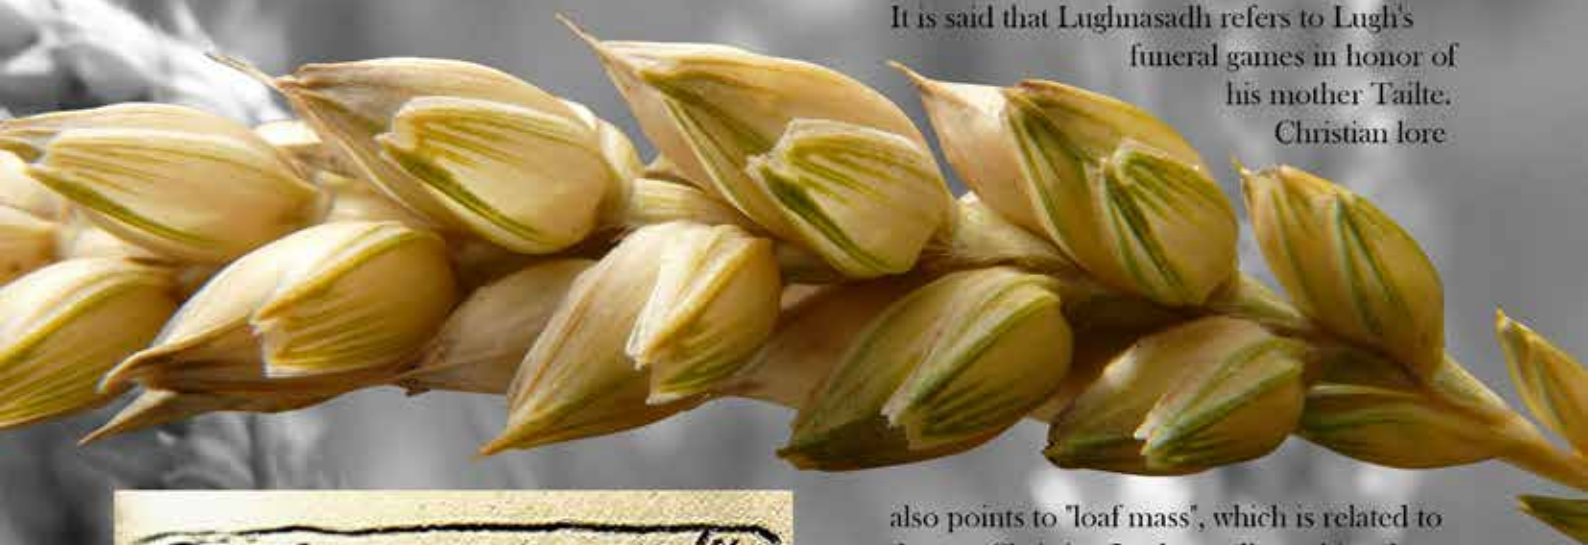 It is said that Lughnasadh refers to Lugh's
funeral games in honor of
his mother Tailte.
Christian lore
also points to "loaf mass", which is related to